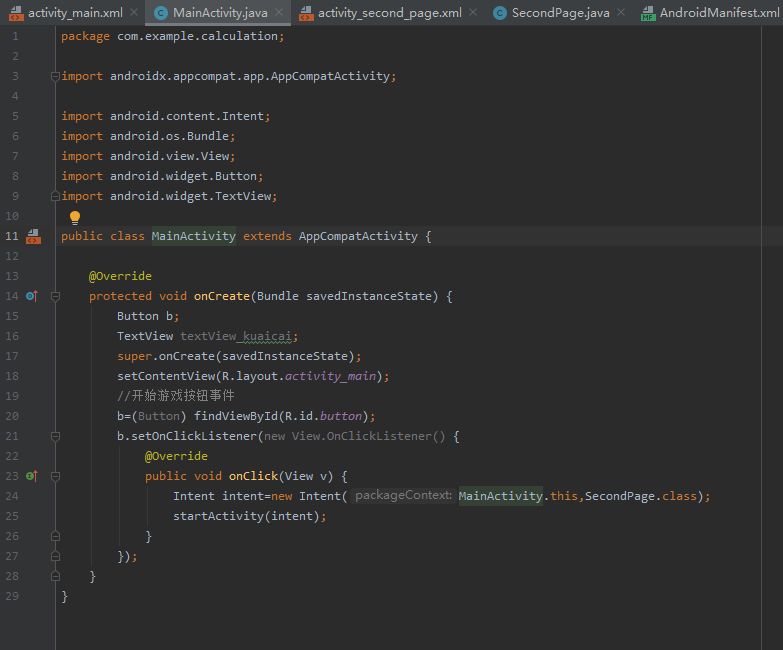 activity_main.xml MainActivity.java activity_second_page.xml SecondPage.java AndroidManifest.xml
1 package com.example.calculation;
2
3 import androidx.appcompat.app.AppCompatActivity;
4
5 import android.content.Intent;
6 import android.os.Bundle;
7 import android.view.View;
8 import android.widget.Button;
9 import android.widget.TextView;
10
11 public class MainActivity extends AppCompatActivity {
12
13 @Override
14 protected void onCreate(Bundle savedInstanceState) {
15 Button b;
16 TextView textView_kuaicai;
17 super.onCreate(savedInstanceState);
18 setContentView(R.layout.activity_main);
19 //开始游戏按钮事件
20 b=(Button) findViewById(R.id.button);
21 b.setOnClickListener(new View.OnClickListener() {
22 @Override
23 public void onClick(View v) {
24 Intent intent=new Intent( packageContext: MainActivity.this,SecondPage.class);
25 startActivity(intent);
26 }
27 });
28 }
29 }